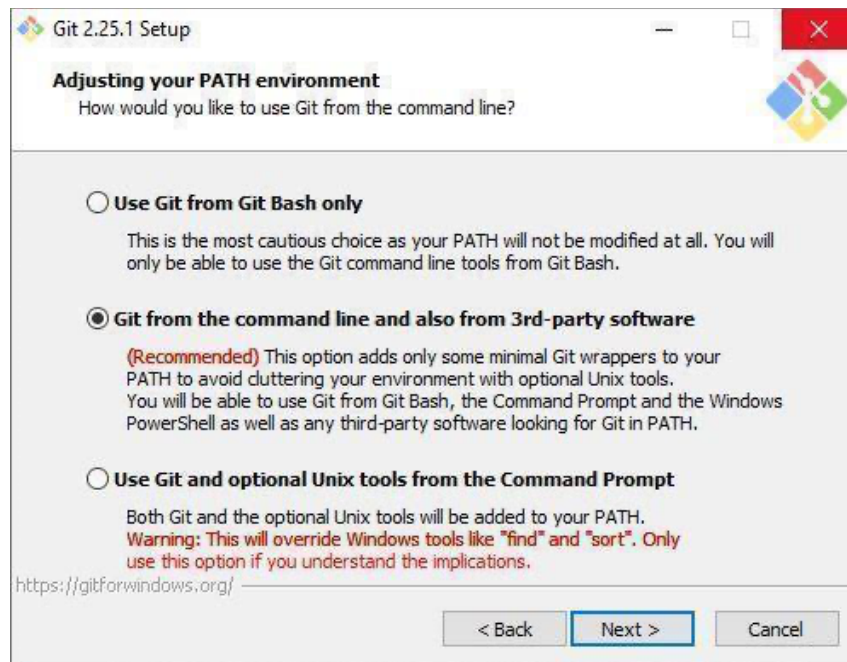 Git 2.25.1 Setup
Adjusting your PATH environment
How would you like to use Git from the command line?
Use Git from Git Bash only
This is the most cautious choice as your PATH will not be modified at all. You will
only be able to use the Git command line tools from Git Bash.
Git from the command line and also from 3rd-party software
(Recommended) This option adds only some minimal Git wrappers to your
PATH to avoid cluttering your environment with optional Unix tools.
You will be able to use Git from Git Bash, the Command Prompt and the Windows
PowerShell as well as any third-party software looking for Git in PATH.
Use Git and optional Unix tools from the Command Prompt
Both Git and the optional Unix tools will be added to your PATH.
Warning: This will override Windows tools like "find" and "sort". Only
use this option if you understand the implications.
https://gitforwindows.org/
< Back Next > Cancel